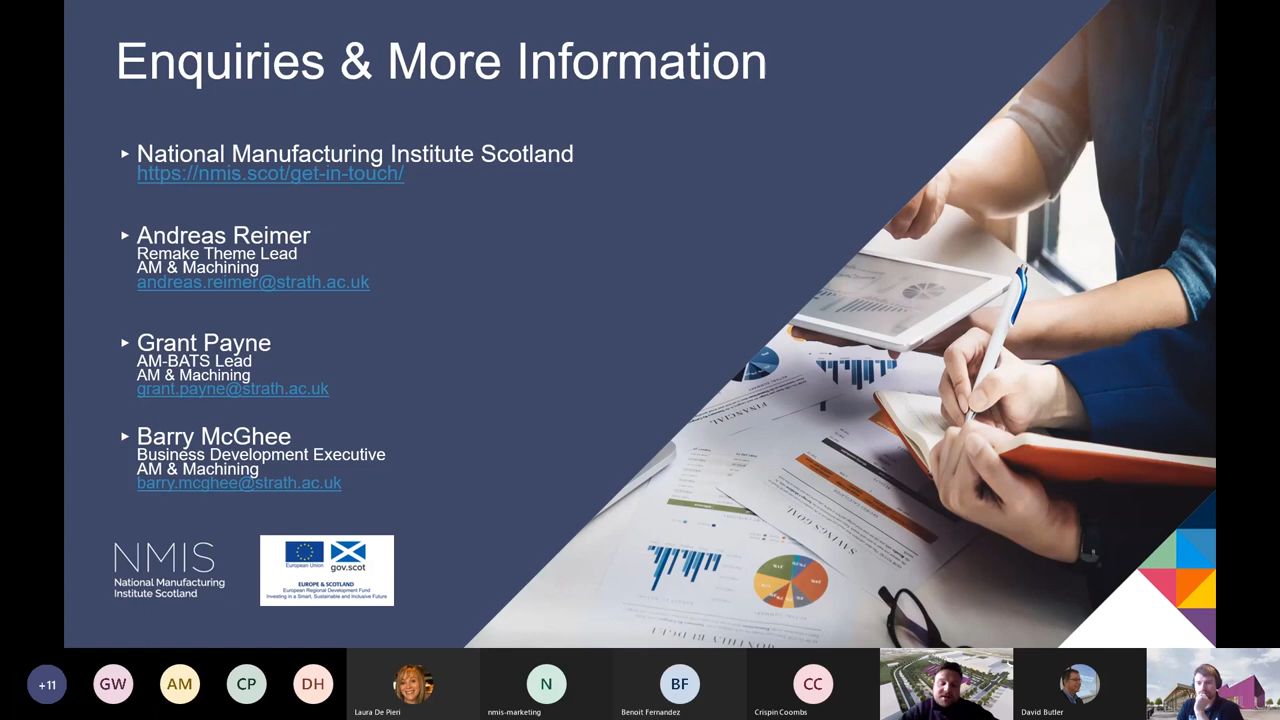 Enquiries & More Information
National Manufacturing Institute Scotland
https://nmis.scot/get-in-touch/
Andreas Reimer
Remake Theme Lead
AM & Machining
andreas.reimer@strath.ac.uk
Grant Payne
AM-BATS Lead
AM & Machining
grant.payne@strath.ac.uk
Barry McGhee
Business Development Executive
AM & Machining
barry.mcghee@strath.ac.uk
NMIS
National Manufacturing
Institute Scotland
European Union
gov.scot
EUROPE & SCOTLAND
European Regional Development Fund
Investing in a Smart, Sustainable and Inclusive Future
FINANCIAL
SAVINGS GOAL
+11
GW
AM
CP
DH
Laura De Pieri
N
nmis-marketing
BF
Benoit Fernandez
CC
Crispin Coombs
David Butler